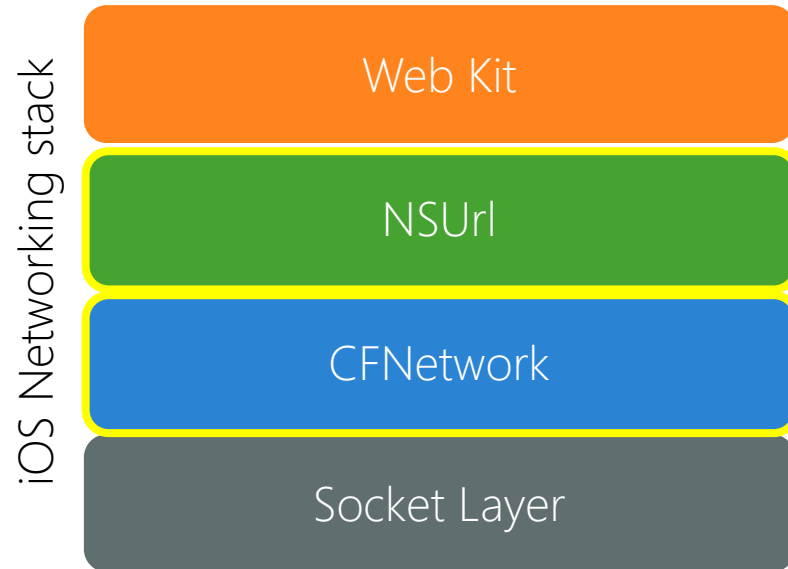 iOS Networking stack
Web Kit
NSUrl
CFNetwork
Socket Layer